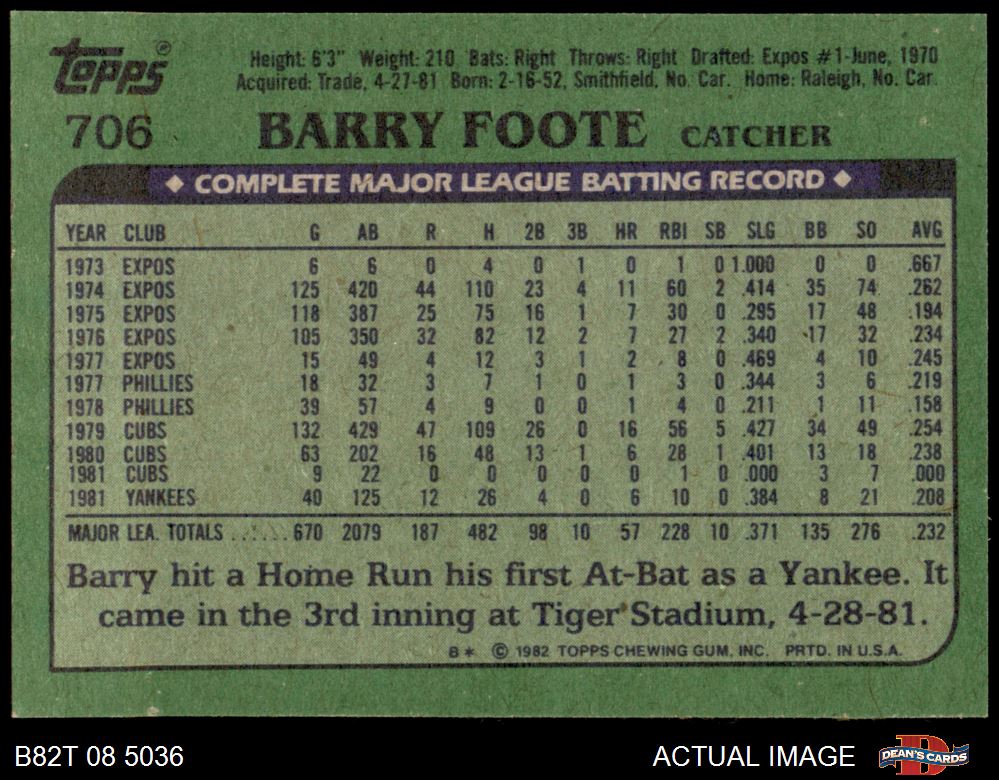 Topps®
Height: 6'3" Weight: 210 Bats: Right Throws: Right Drafted: Expos #1-June, 1970
Acquired: Trade, 4-27-81 Born: 2-16-52, Smithfield, No. Car. Home: Raleigh, No. Car.
706 BARRY FOOTE CATCHER
◆ COMPLETE MAJOR LEAGUE BATTING RECORD ◆
YEAR CLUB G AB R H 2B 3B HR RBI SB SLG BB SO AVG
1973 EXPOS 6 6 0 4 0 1 0 1 0 1.000 0 0 .667
1974 EXPOS 125 420 44 110 23 4 11 60 2 .414 35 74 .262
1975 EXPOS 118 387 25 75 16 1 7 30 0 .295 17 48 .194
1976 EXPOS 105 350 32 82 12 2 7 27 2 .340 17 32 .234
1977 EXPOS 15 49 4 12 3 1 2 8 0 .469 4 10 .245
1977 PHILLIES 18 32 3 7 1 0 1 3 0 .344 3 6 .219
1978 PHILLIES 39 57 4 9 0 0 1 4 0 .211 1 11 .158
1979 CUBS 132 429 47 109 26 0 16 56 5 .427 34 49 .254
1980 CUBS 63 202 16 48 13 1 6 28 1 .401 13 18 .238
1981 CUBS 9 22 0 0 0 0 0 1 0 .000 3 7 .000
1981 YANKEES 40 125 12 26 4 0 6 10 0 .384 8 21 .208
MAJOR LEA. TOTALS ....... 670 2079 187 482 98 10 57 228 10 .371 135 276 .232
Barry hit a Home Run his first At-Bat as a Yankee. It
came in the 3rd inning at Tiger Stadium, 4-28-81.
B* © 1982 TOPPS CHEWING GUM, INC. PRTD. IN U.S.A.
B82T 08 5036 ACTUAL IMAGE DEAN'S CARDS